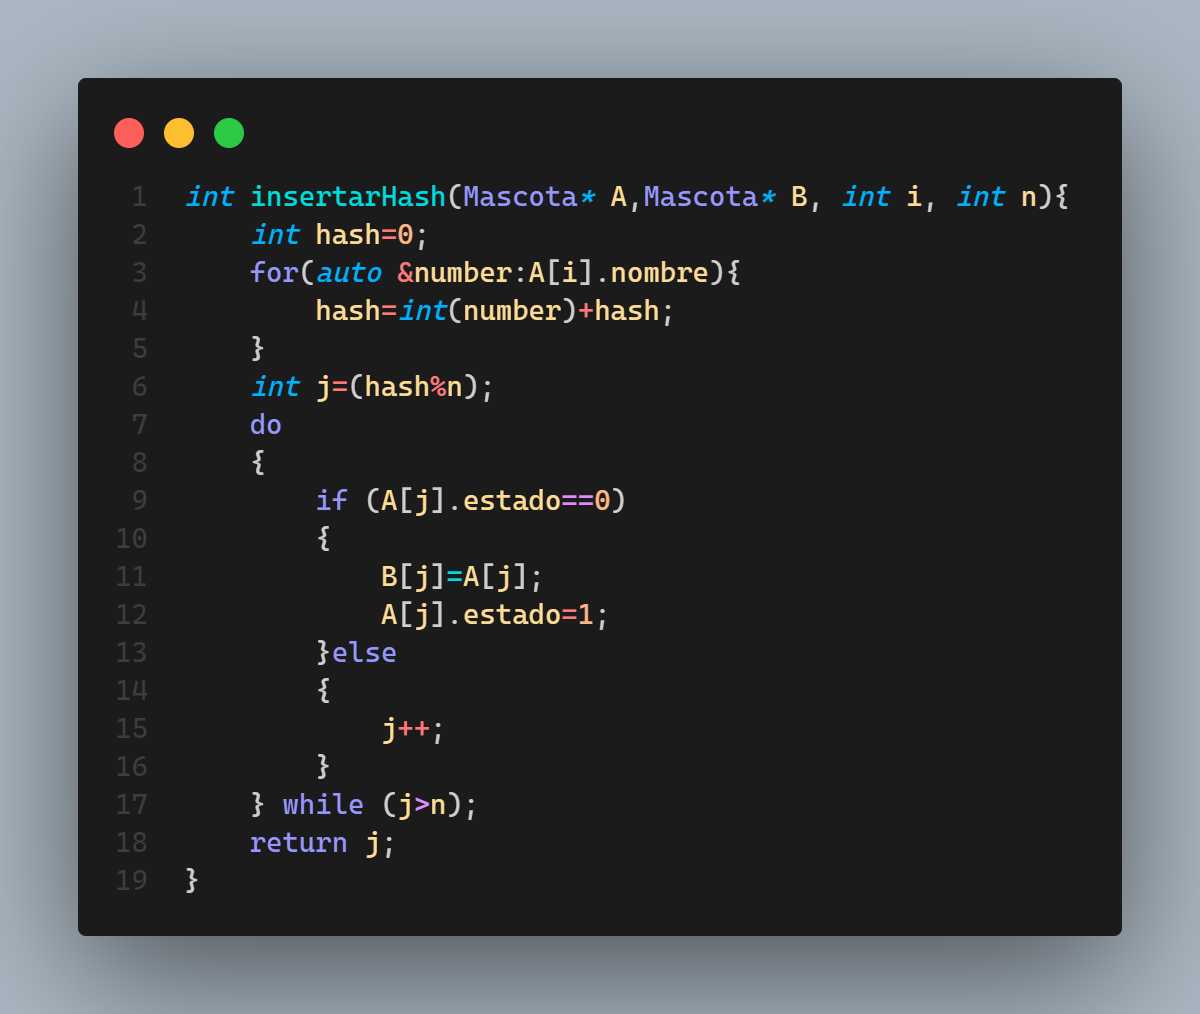 1 int insertarHash(Mascota* A,Mascota* B, int i, int n){
2     int hash=0;
3     for(auto &number:A[i].nombre){
4         hash=int(number)+hash;
5     }
6     int j=(hash%n);
7     do
8     {
9         if (A[j].estado==0)
10         {
11             B[j]=A[j];
12             A[j].estado=1;
13         }else
14         {
15             j++;
16         }
17     } while (j>n);
18     return j;
19 }